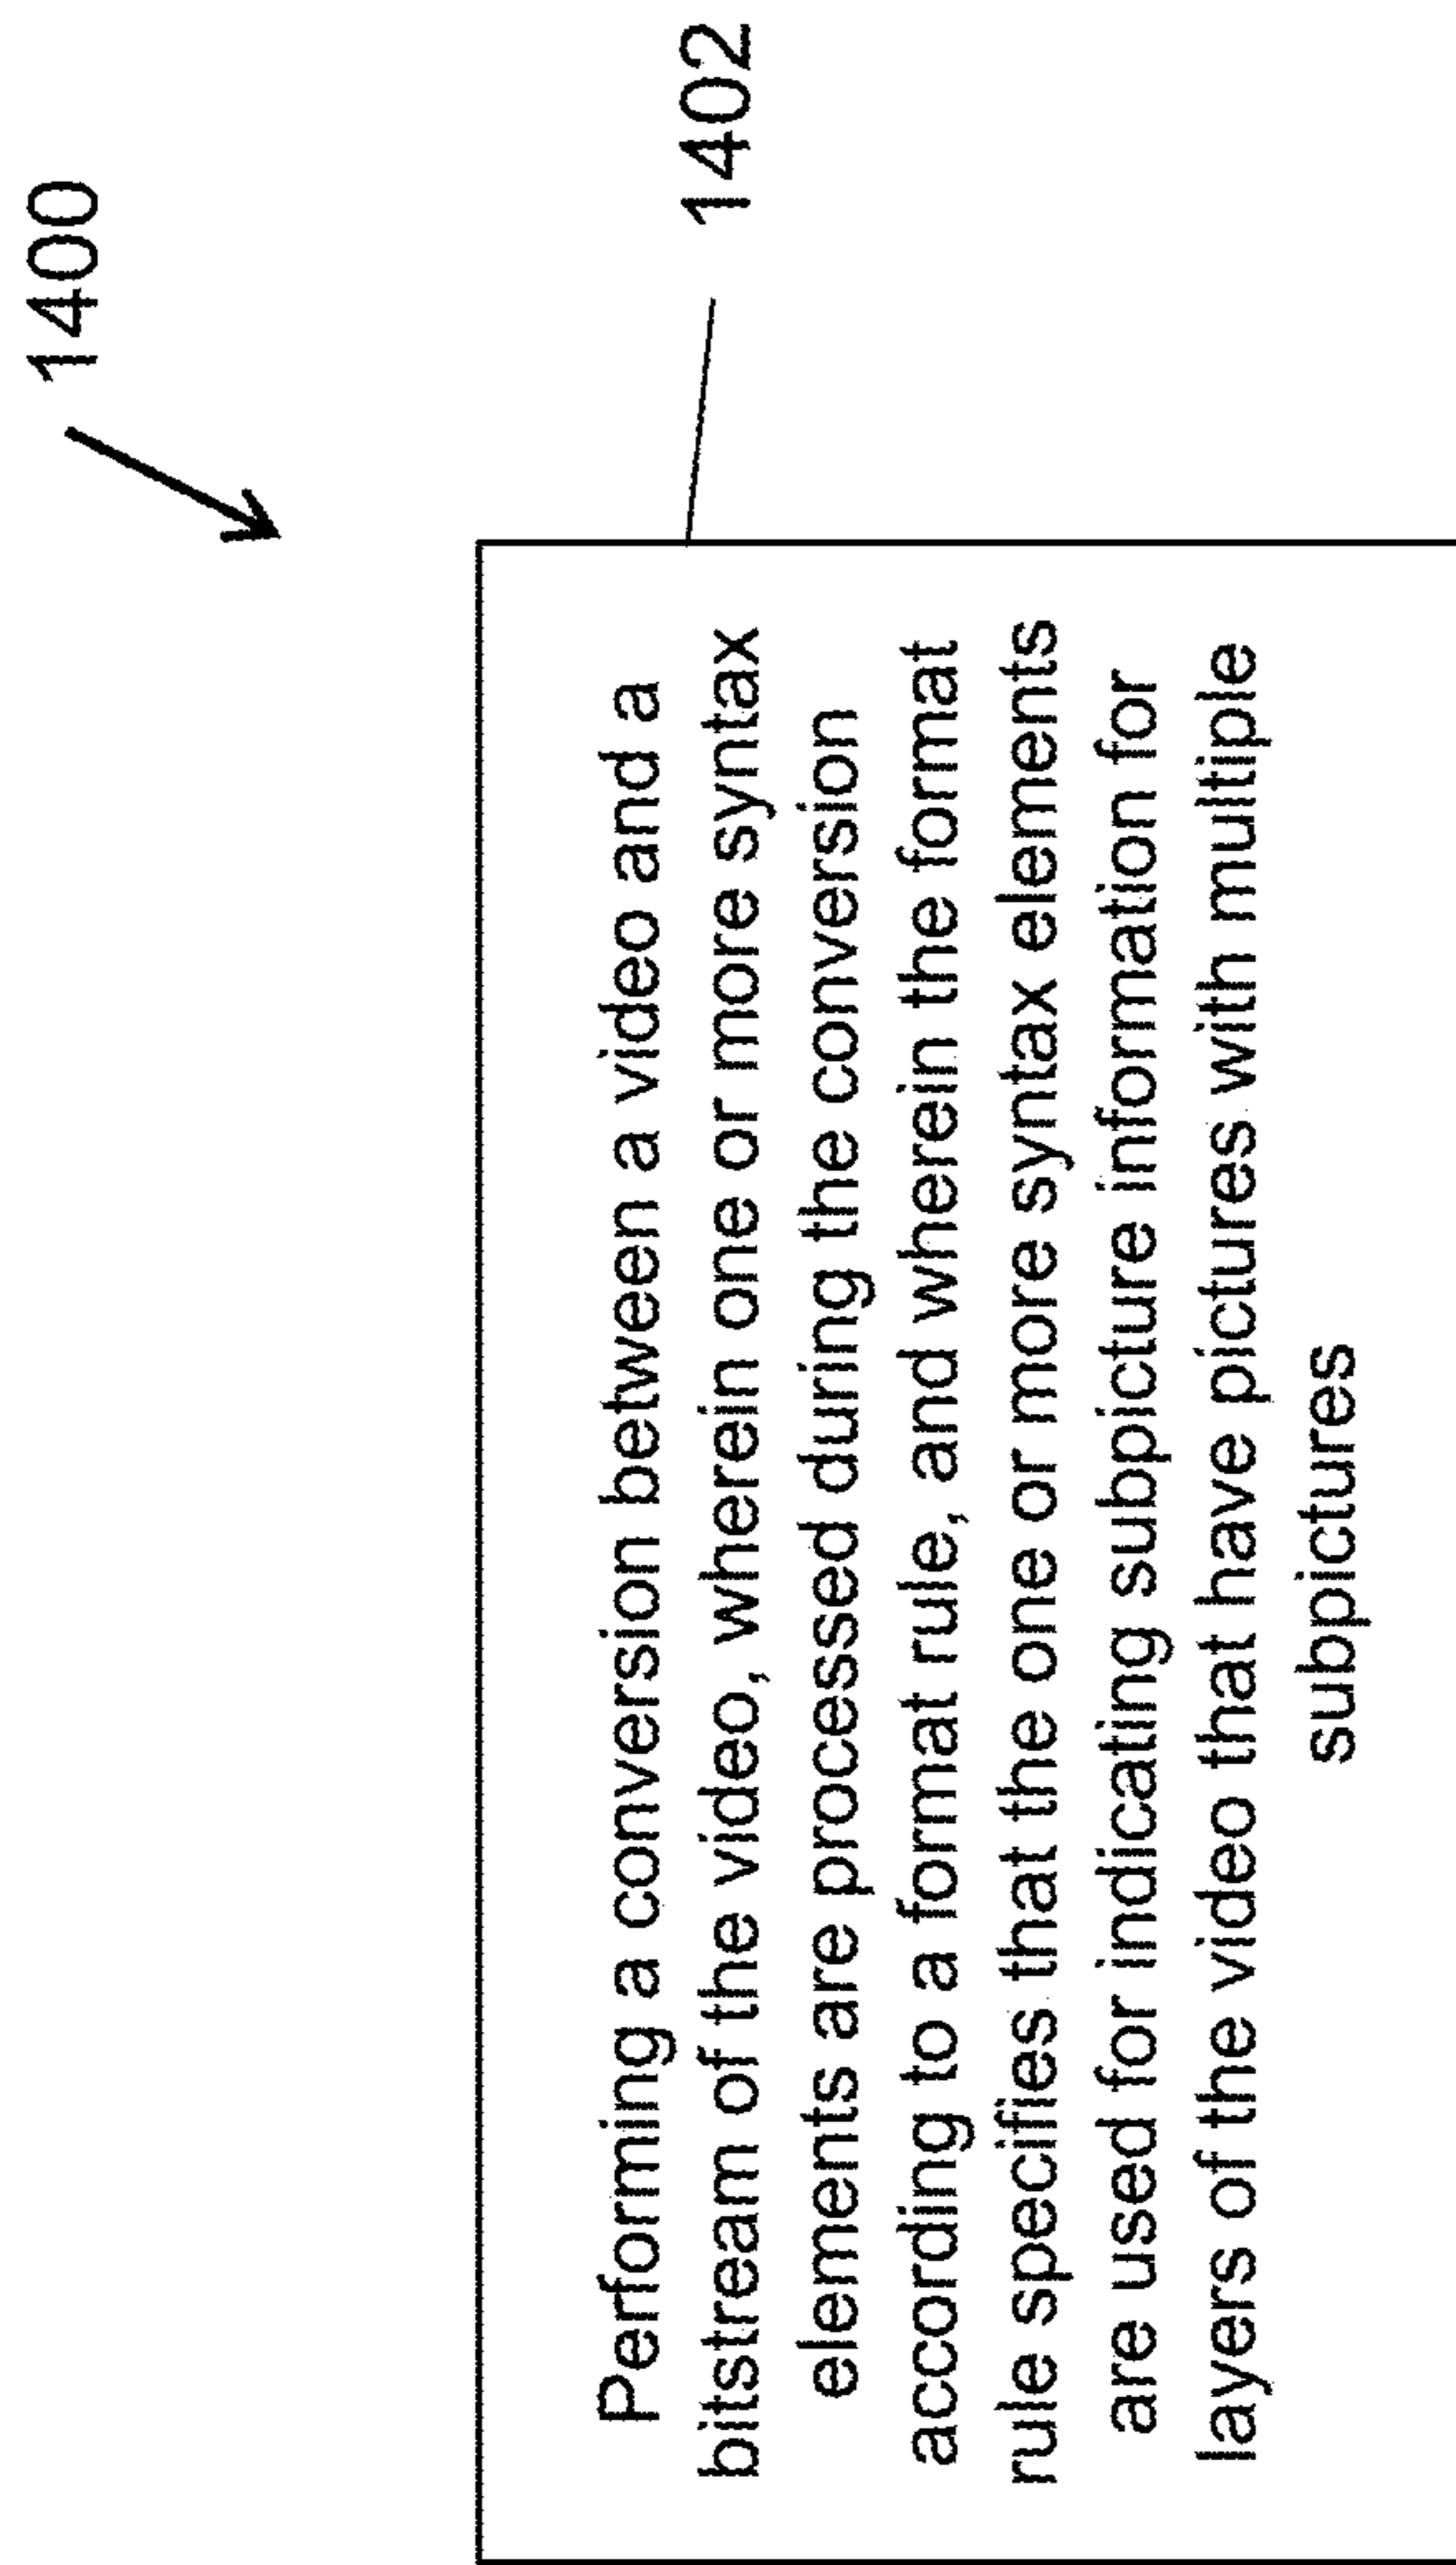 1400
1402
Performing a conversion between a video and a
bitstream of the video, wherein one or more syntax
elements are processed during the conversion
according to a format rule, and wherein the format
rule specifies that the one or more syntax elements
are used for indicating subpicture information for
layers of the video that have pictures with multiple
subpictures